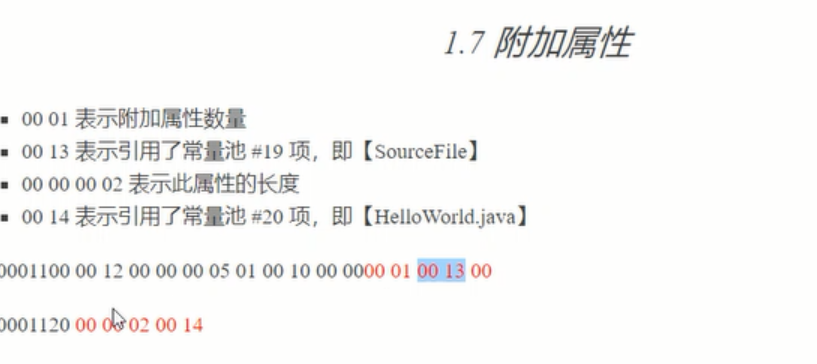 1.7 附加属性
00 01 表示附加属性数量
00 13 表示引用了常量池 #19 项，即【SourceFile】
00 00 00 02 表示此属性的长度
00 14 表示引用了常量池 #20 项，即【HelloWorld.java】
0001100 00 12 00 00 00 05 01 00 10 00 0000 01 00 13 00
0001120 00 00 02 00 14